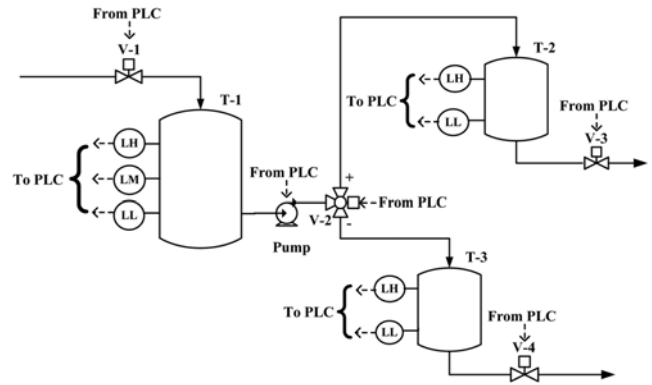 From PLC
V-1
T-1
LH
LM
LL
To PLC
From PLC
Pump
+
V-2
-
From PLC
T-2
LH
LL
To PLC
From PLC
V-3
T-3
LH
LL
To PLC
From PLC
V-4